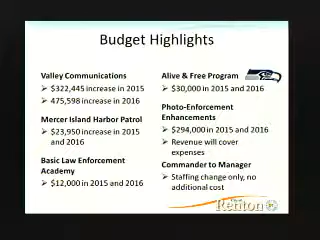 Budget Highlights
Valley Communications
$322,445 increase in 2015
475,598 increase in 2016
Mercer Island Harbor Patrol
$23,950 increase in 2015
and 2016
Basic Law Enforcement
Academy
$12,000 in 2015 and 2016
Alive & Free Program
$30,000 in 2015 and 2016
Photo-Enforcement
Enhancements
$294,000 in 2015 and 2016
Revenue will cover
expenses
Commander to Manager
Staffing change only, no
additional cost
Renton